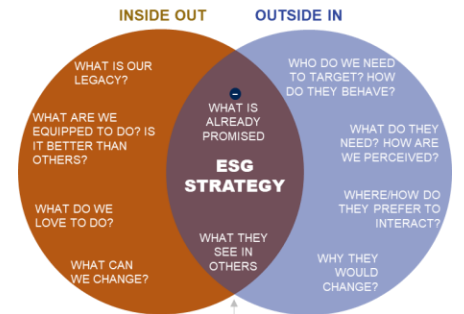 INSIDE OUT
OUTSIDE IN
WHAT IS OUR
LEGACY?
WHAT ARE WE
EQUIPPED TO DO? IS
IT BETTER THAN
OTHERS?
WHAT DO WE
LOVE TO DO?
WHAT CAN
WE CHANGE?
WHAT IS
ALREADY
PROMISED
ESG
STRATEGY
WHAT THEY
SEE IN
OTHERS
WHO DO WE NEED
TO TARGET? HOW
DO THEY BEHAVE?
WHAT DO THEY
NEED? HOW ARE
WE PERCEIVED?
WHERE/HOW DO
THEY PREFER TO
INTERACT?
WHY THEY
WOULD
CHANGE?